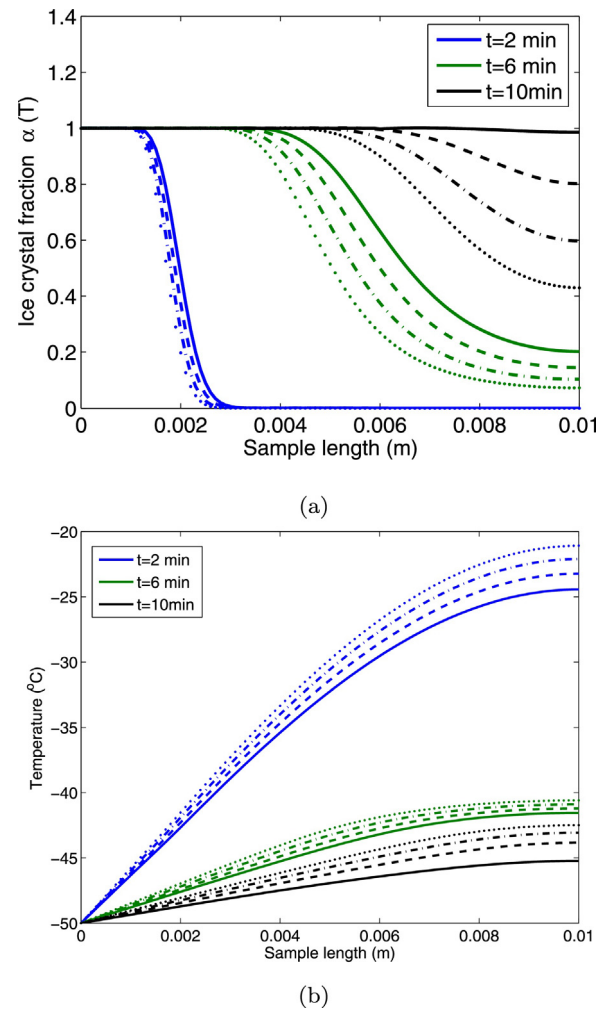 1.4
1.2
1
0.8
0.6
0.4
0.2
0
Ice crystal fraction α (T)
t=2 min
t=6 min
t=10min
0 0.002 0.004 0.006 0.008 0.01
Sample length (m)
(a)
−20
−25
−30
−35
−40
−45
−50
Temperature (⁰C)
t=2 min
t=6 min
t=10min
0 0.002 0.004 0.006 0.008 0.01
Sample length (m)
(b)